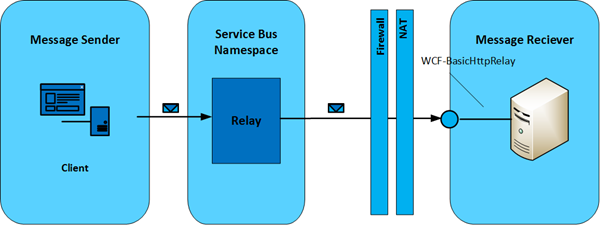 Message Sender
Client
Service Bus
Namespace
Relay
Firewall
NAT
Message Reciever
WCF-BasicHttpRelay